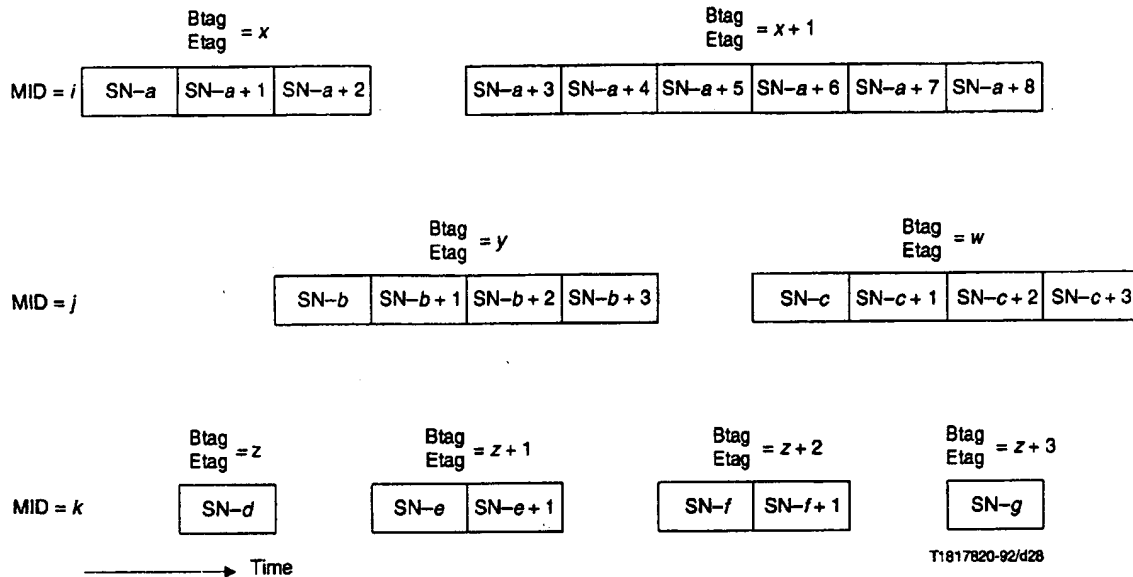 Btag
Etag = x
Btag
Etag = x + 1
MID = i SN–a SN–a + 1 SN–a + 2 SN–a + 3 SN–a + 4 SN–a + 5 SN–a + 6 SN–a + 7 SN–a + 8
Btag
Etag = y
Btag
Etag = w
MID = j SN–b SN–b + 1 SN–b + 2 SN–b + 3 SN–c SN–c + 1 SN–c + 2 SN–c + 3
Btag
Etag = z
Btag
Etag = z + 1
Btag
Etag = z + 2
Btag
Etag = z + 3
MID = k SN–d SN–e SN–e + 1 SN–f SN–f + 1 SN–g
T1817820-92/d28
Time